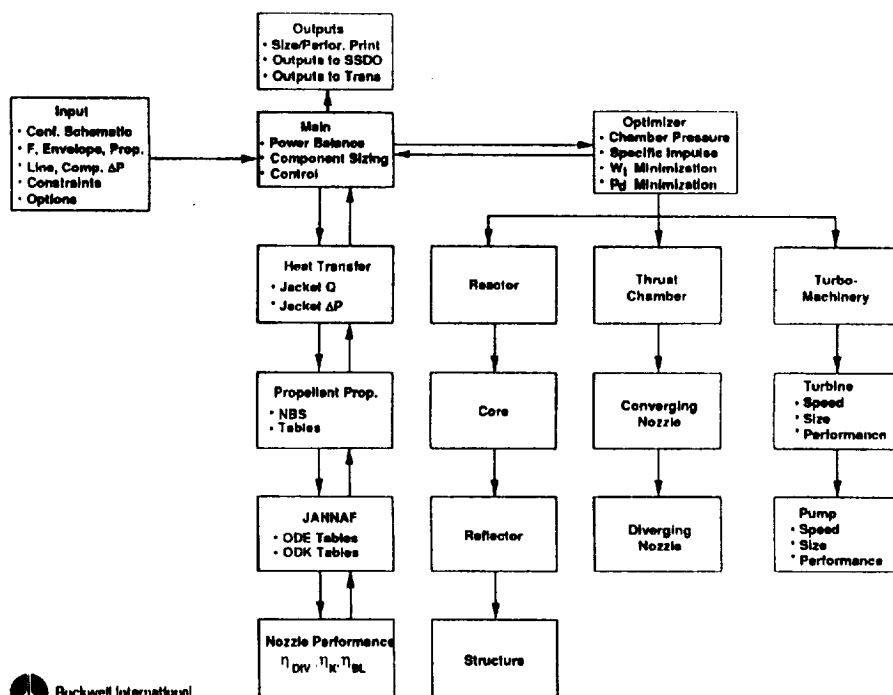 Outputs
• Size/Perfor. Print
• Outputs to SSDO
• Outputs to Trans
Input
• Conf. Schematic
• F, Envelope, Prop.
• Line, Comp. ΔP
• Constraints
• Options
Main
• Power Balance
• Component Sizing
• Control
Optimizer
• Chamber Pressure
• Specific Impulse
• Wt Minimization
• Pd Minimization
Heat Transfer
• Jacket Q
• Jacket ΔP
Reactor
Thrust
Chamber
Turbo-
Machinery
Propellant Prop.
• NBS
• Tables
Core
Converging
Nozzle
Turbine
• Speed
• Size
• Performance
JANNAF
• ODE Tables
• ODK Tables
Reflector
Diverging
Nozzle
Pump
• Speed
• Size
• Performance
Nozzle Performance
ηDIV, ηK, ηBL
Structure
Rockwell International